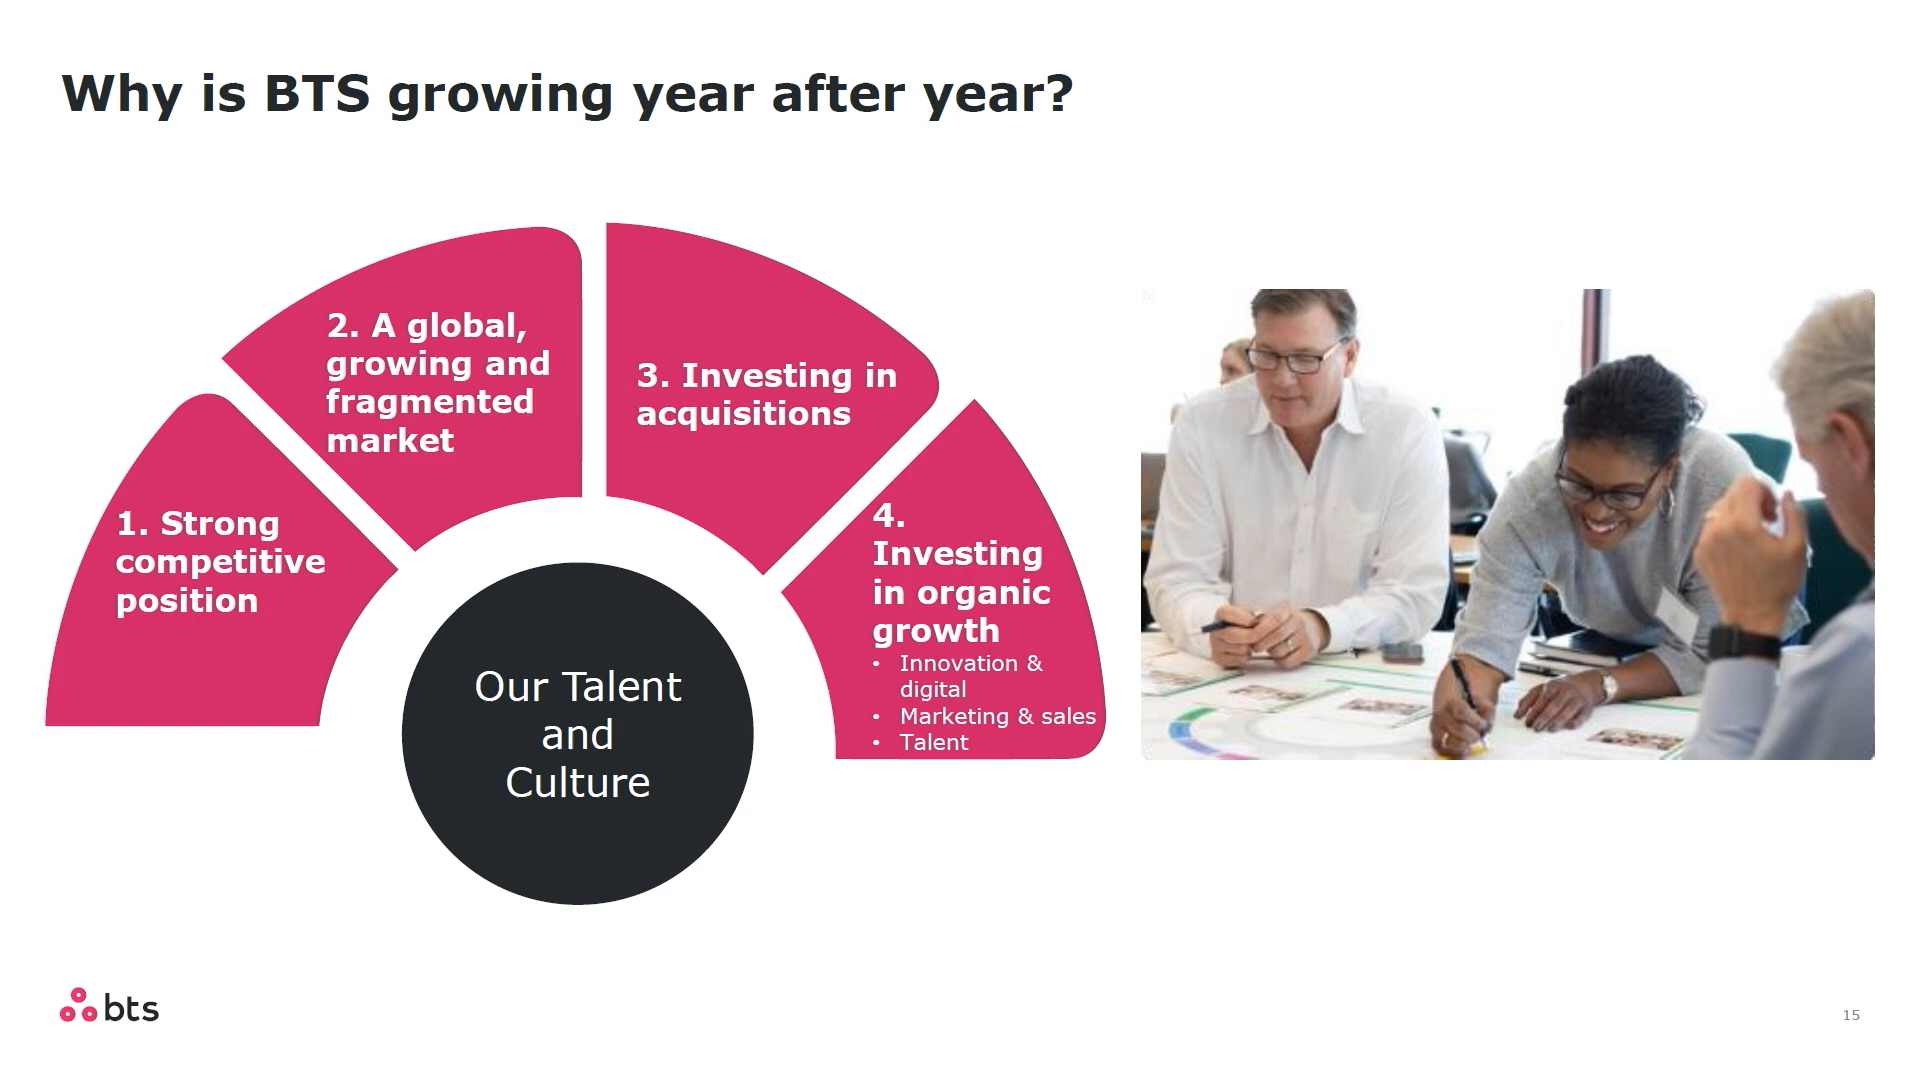 Why is BTS growing year after year?
1. Strong
competitive
position
2. A global,
growing and
fragmented
market
3. Investing in
acquisitions
4.
Investing
in organic
growth
• Innovation &
digital
• Marketing & sales
• Talent
Our Talent
and
Culture
bts
15